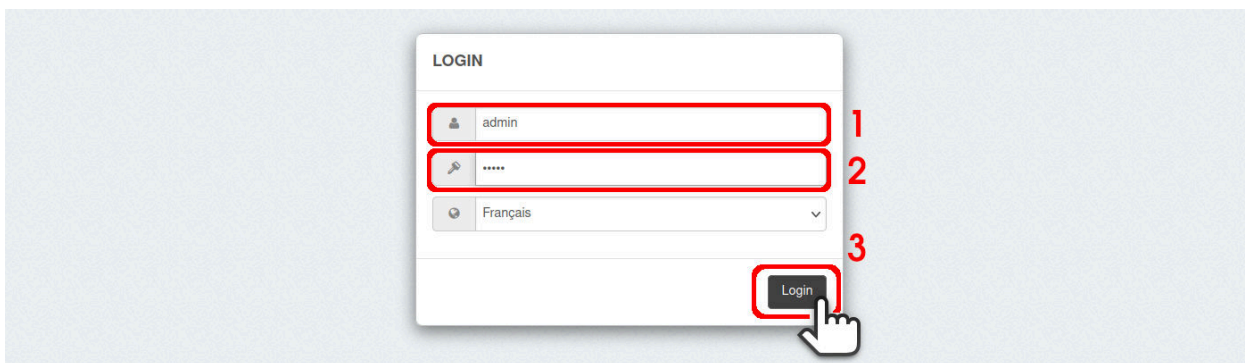 LOGIN
admin
1
•••••
2
Français
3
Login